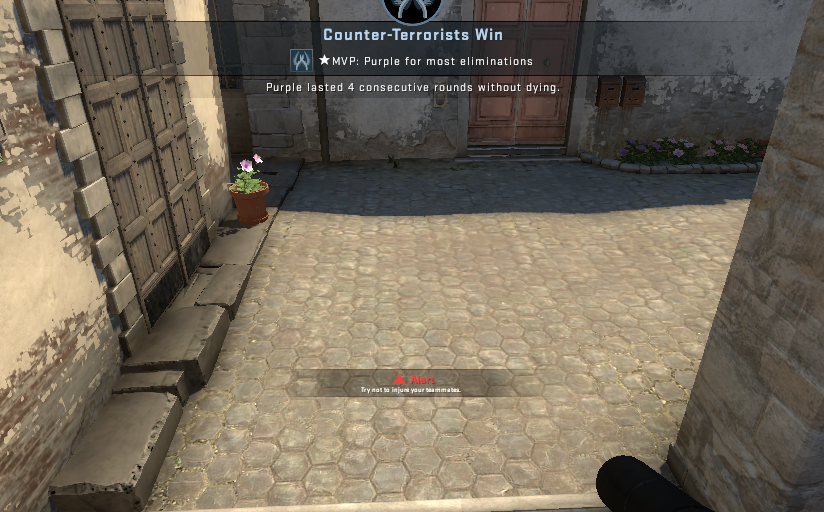 Counter-Terrorists Win
★MVP: Purple for most eliminations
Purple lasted 4 consecutive rounds without dying.
Alert
Try not to injure your teammates.